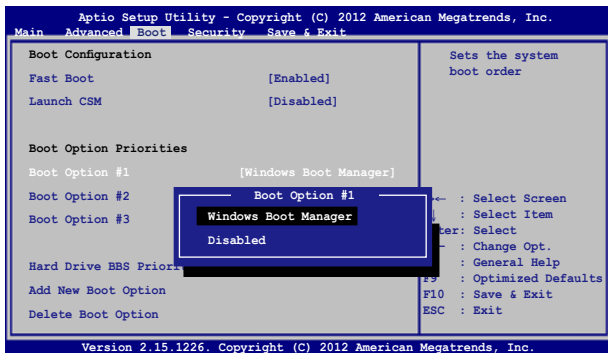 Aptio Setup Utility - Copyright (C) 2012 American Megatrends, Inc.
Main Advanced Boot Security Save & Exit
Boot Configuration
Fast Boot [Enabled]
Launch CSM [Disabled]
Boot Option Priorities
Boot Option #1 [Windows Boot Manager]
Boot Option #2
Boot Option #3
Hard Drive BBS
Add New Boot Option
Delete Boot Option
Boot Option #1
Windows Boot Manager
Disabled
Sets the system
boot order
←  : Select Screen
: Select Item
: Select
: Change Opt.
: General Help
F9 : Optimized Defaults
F10 : Save & Exit
ESC : Exit
Version 2.15.1226. Copyright (C) 2012 American Megatrends, Inc.